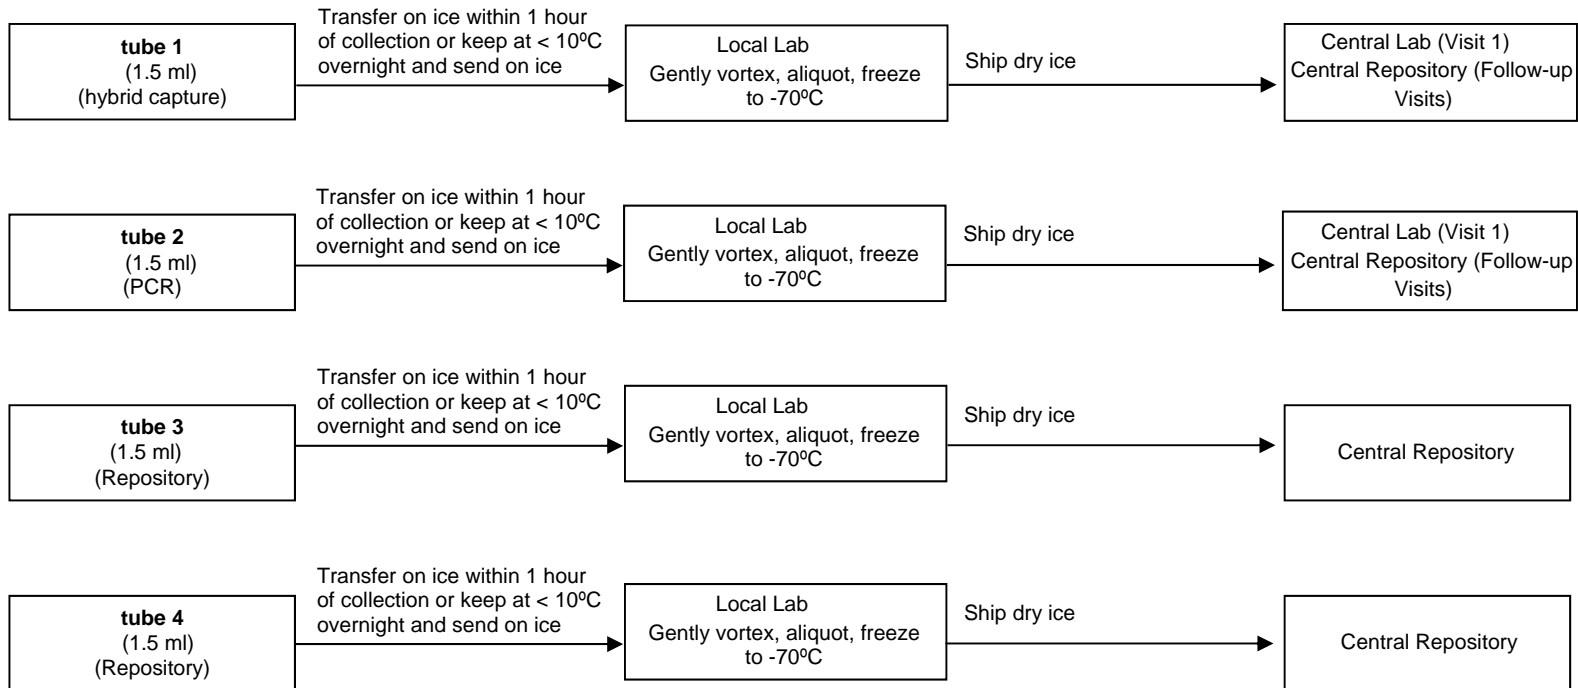 Transfer on ice within 1 hour
of collection or keep at < 10ºC
overnight and send on ice
tube 1
(1.5 ml)
(hybrid capture)
Local Lab
Gently vortex, aliquot, freeze
to -70ºC
Ship dry ice
Central Lab (Visit 1)
Central Repository (Follow-up
Visits)
Transfer on ice within 1 hour
of collection or keep at < 10ºC
overnight and send on ice
tube 2
(1.5 ml)
(PCR)
Local Lab
Gently vortex, aliquot, freeze
to -70ºC
Ship dry ice
Central Lab (Visit 1)
Central Repository (Follow-up
Visits)
Transfer on ice within 1 hour
of collection or keep at < 10ºC
overnight and send on ice
tube 3
(1.5 ml)
(Repository)
Local Lab
Gently vortex, aliquot, freeze
to -70ºC
Ship dry ice
Central Repository
Transfer on ice within 1 hour
of collection or keep at < 10ºC
overnight and send on ice
tube 4
(1.5 ml)
(Repository)
Local Lab
Gently vortex, aliquot, freeze
to -70ºC
Ship dry ice
Central Repository